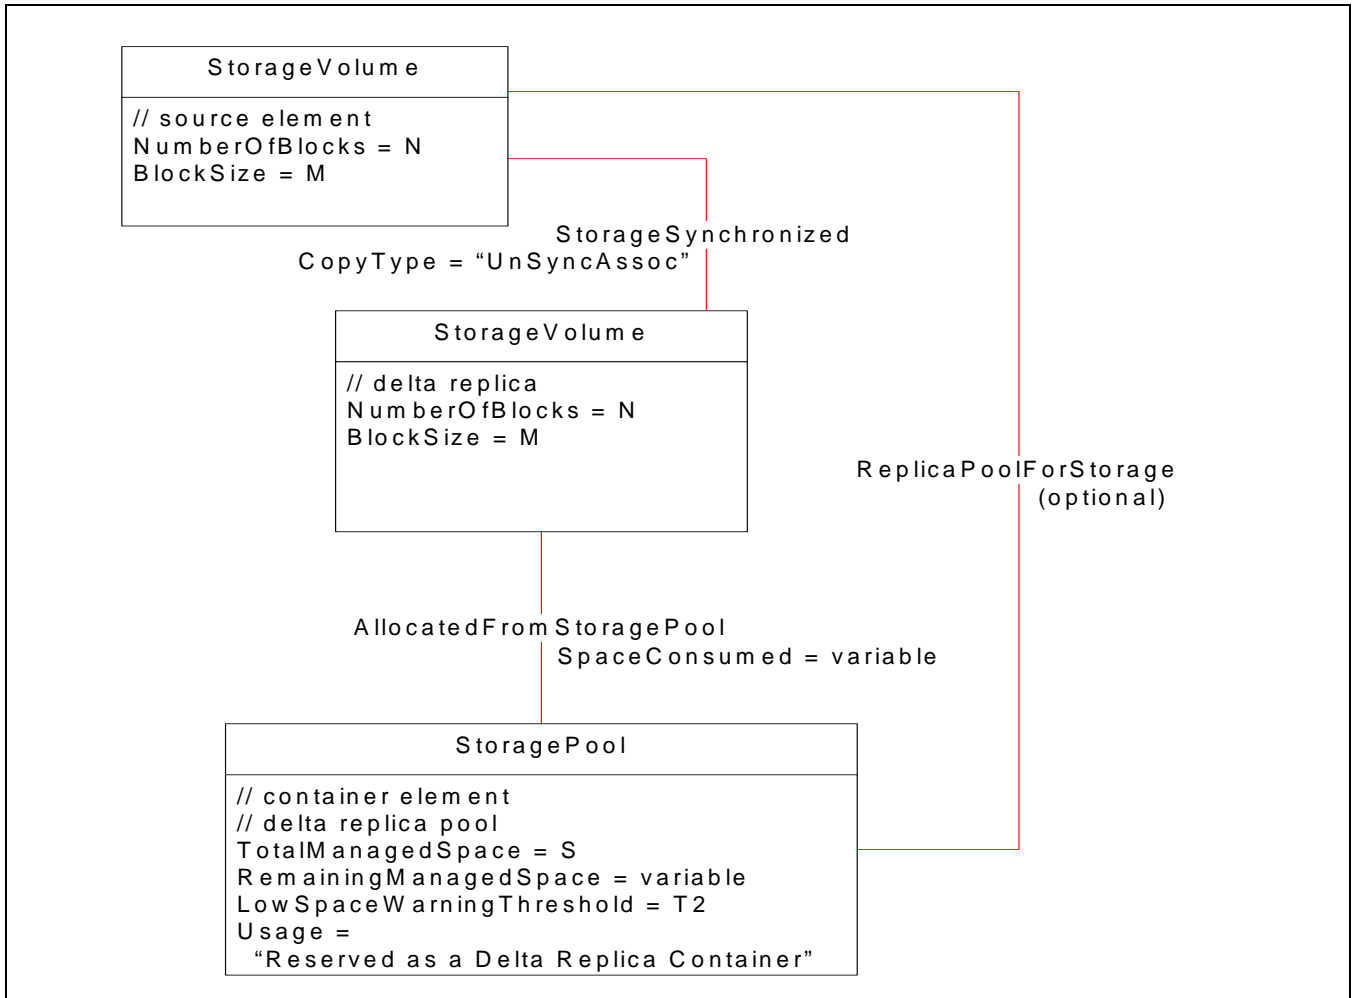 StorageVolume
// source element
NumberOfBlocks = N
BlockSize = M
StorageSynchronized
CopyType = “UnSyncAssoc”
StorageVolume
// delta replica
NumberOfBlocks = N
BlockSize = M
ReplicaPoolForStorage
(optional)
AllocatedFromStoragePool
SpaceConsumed = variable
StoragePool
// container element
// delta replica pool
TotalManagedSpace = S
RemainingManagedSpace = variable
LowSpaceWarningThreshold = T2
Usage =
“Reserved as a Delta Replica Container”